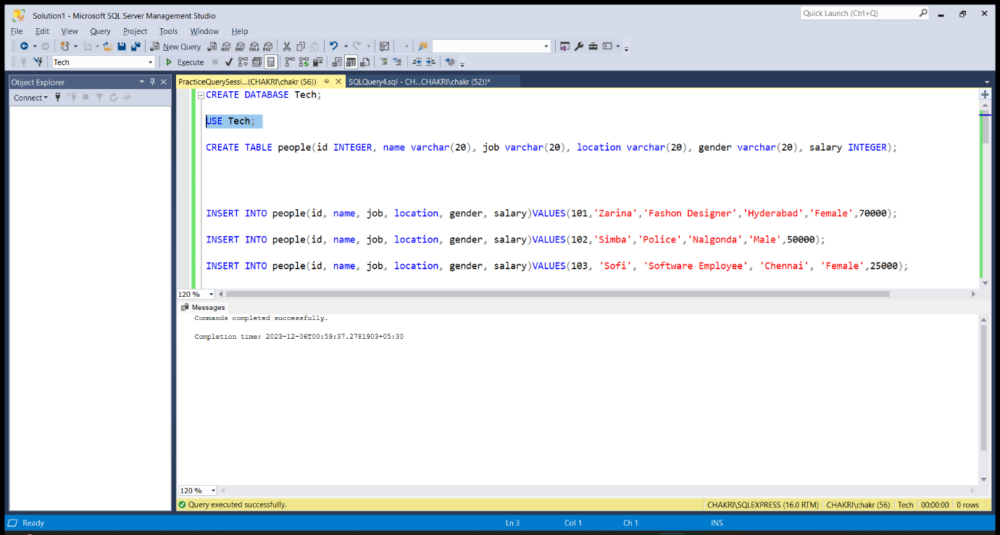 Solution1 - Microsoft SQL Server Management Studio
Quick Launch (Ctrl+Q)
File Edit View Query Project Tools Window Help
New Query MDX DMX XMLA DAX
Tech Execute
Object Explorer
Connect
PracticeQuerySessi...(CHAKRI\chakr (56)) SQLQuery4.sql - CH...CHAKRI\chakr (52))*
CREATE DATABASE Tech;
USE Tech;
CREATE TABLE people(id INTEGER, name varchar(20), job varchar(20), location varchar(20), gender varchar(20), salary INTEGER);
INSERT INTO people(id, name, job, location, gender, salary)VALUES(101,'Zarina','Fashon Designer','Hyderabad','Female',70000);
INSERT INTO people(id, name, job, location, gender, salary)VALUES(102,'Simba','Police','Nalgonda','Male',50000);
INSERT INTO people(id, name, job, location, gender, salary)VALUES(103, 'Sofi', 'Software Employee', 'Chennai', 'Female',25000);
120 %
Messages
Commands completed successfully.
Completion time: 2023-12-06T00:59:37.2781903+05:30
120 %
Query executed successfully. CHAKRI\SQLEXPRESS (16.0 RTM) CHAKRI\chakr (56) Tech 00:00:00 0 rows
Ready Ln 3 Col 1 Ch 1 INS